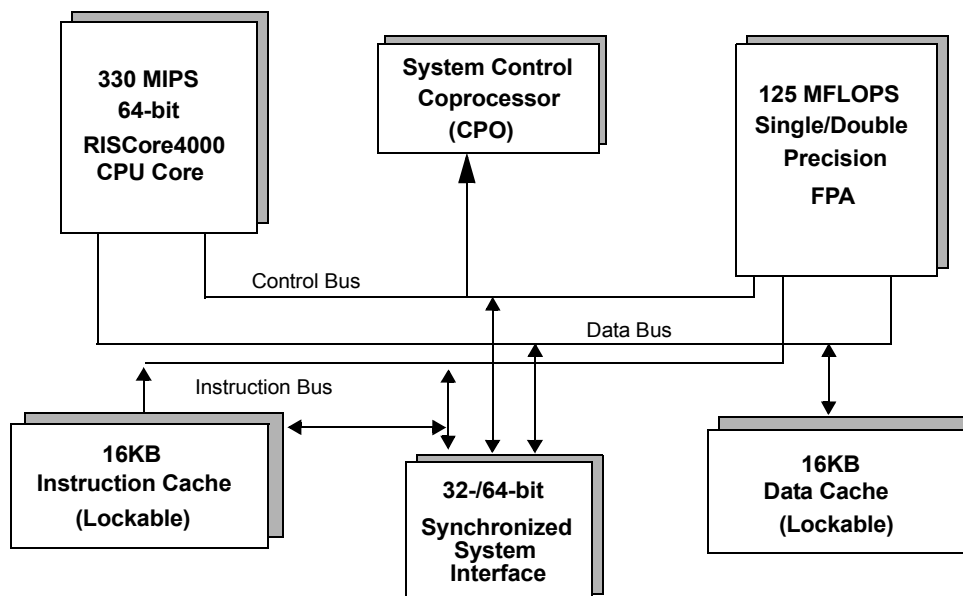 330 MIPS
64-bit
RISCore4000
CPU Core
System Control
Coprocessor
(CPO)
125 MFLOPS
Single/Double
Precision
FPA
Control Bus
Data Bus
Instruction Bus
16KB
Instruction Cache
(Lockable)
32-/64-bit
Synchronized
System
Interface
16KB
Data Cache
(Lockable)